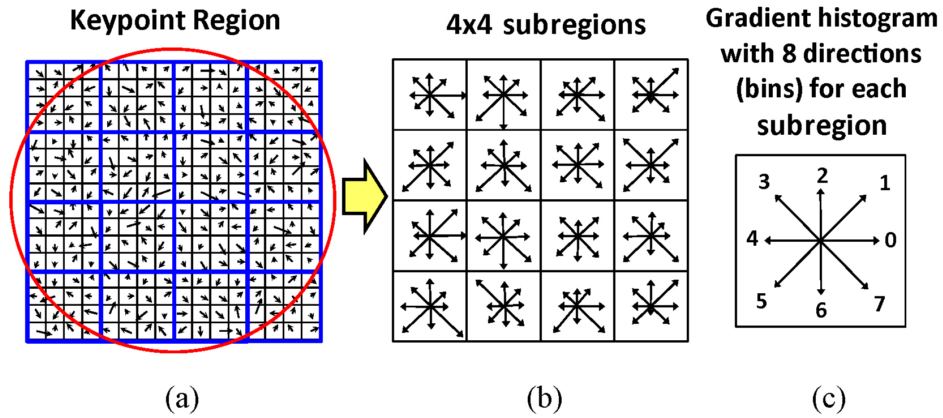 Keypoint Region
4x4 subregions
Gradient histogram
with 8 directions
(bins) for each
subregion
3
2
1
4
0
5
6
7
(a)
(b)
(c)